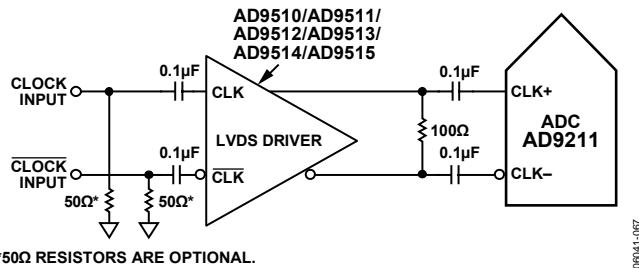 AD9510/AD9511/
AD9512/AD9513/
AD9514/AD9515
CLOCK
INPUT
0.1µF
CLK
0.1µF
CLK+
LVDS DRIVER
100Ω
ADC
AD9211
CLOCK
INPUT
0.1µF
CLK
0.1µF
CLK–
50Ω*
50Ω*
*50Ω RESISTORS ARE OPTIONAL.
06041-067